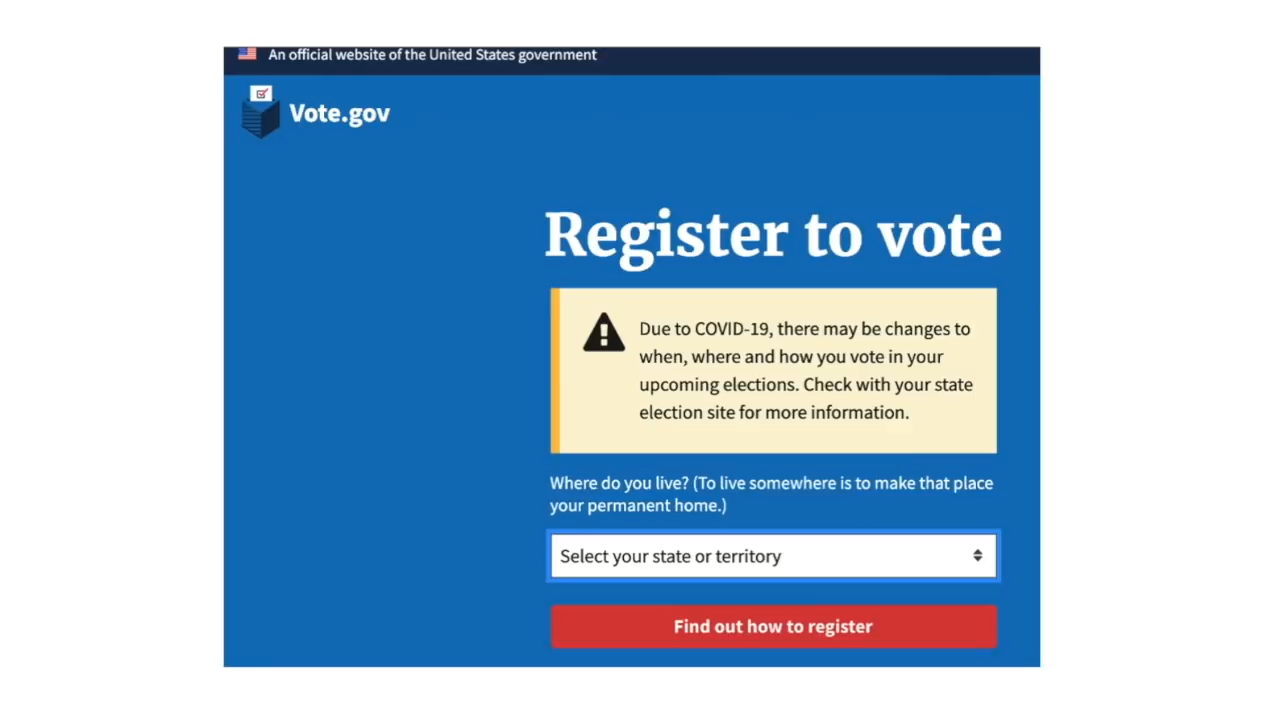 An official website of the United States government
Vote.gov
Register to vote
Due to COVID-19, there may be changes to
when, where and how you vote in your
upcoming elections. Check with your state
election site for more information.
Where do you live? (To live somewhere is to make that place
your permanent home.)
Select your state or territory
Find out how to register